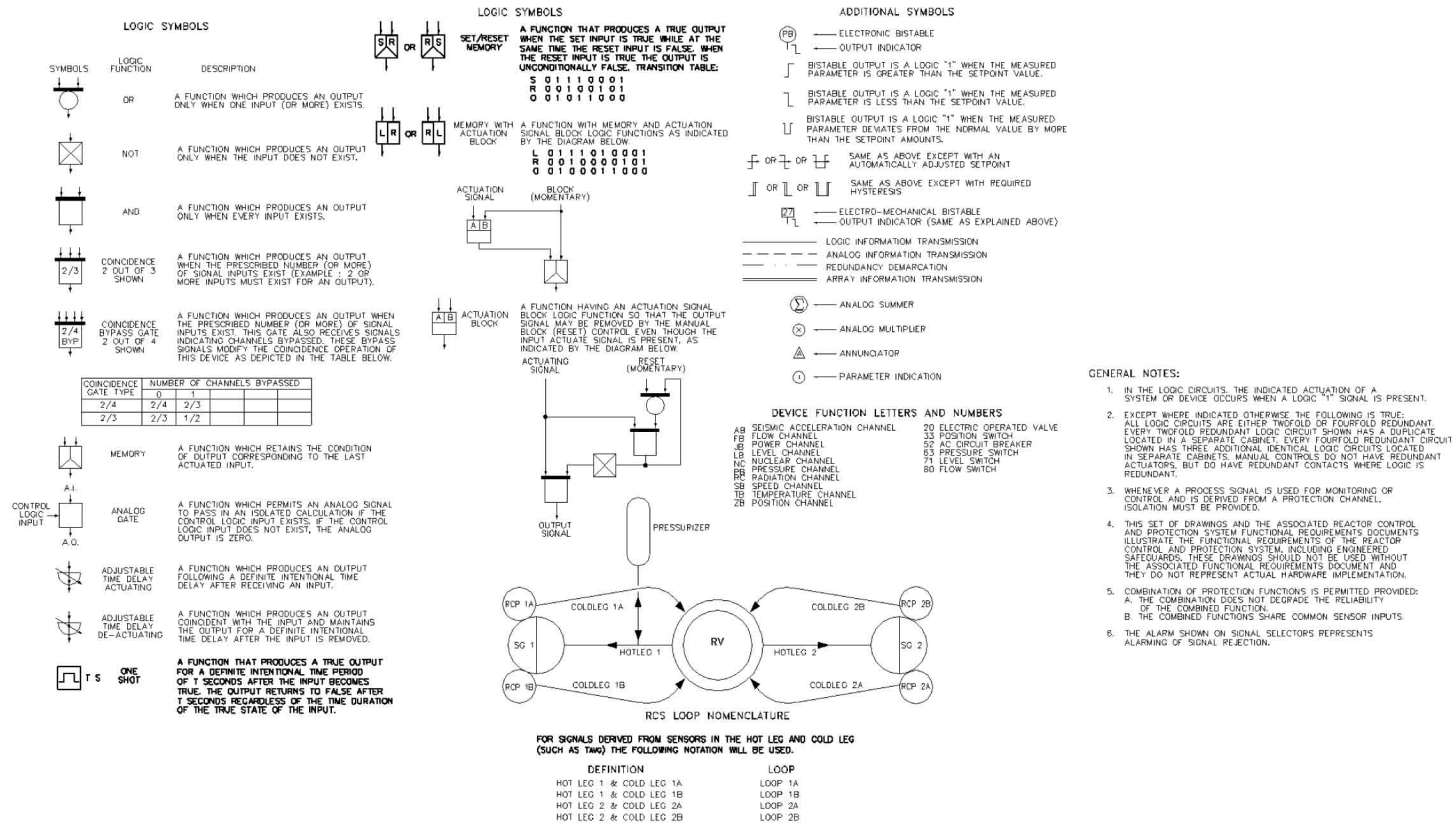 LOGIC SYMBOLS
SYMBOLS
LOGIC
FUNCTION
DESCRIPTION
OR
A FUNCTION WHICH PRODUCES AN OUTPUT
ONLY WHEN ONE INPUT (OR MORE) EXISTS.
NOT
A FUNCTION WHICH PRODUCES AN OUTPUT
ONLY WHEN THE INPUT DOES NOT EXIST.
AND
A FUNCTION WHICH PRODUCES AN OUTPUT
ONLY WHEN EVERY INPUT EXISTS.
2/3
COINCIDENCE
2 OUT OF 3
SHOWN
A FUNCTION WHICH PRODUCES AN OUTPUT
WHEN THE PRESCRIBED NUMBER (OR MORE)
OF SIGNAL INPUTS EXIST (EXAMPLE : 2 OR
MORE INPUTS MUST EXIST FOR AN OUTPUT).
2/4
BYP
COINCIDENCE
BYPASS GATE
2 OUT OF 4
SHOWN
A FUNCTION WHICH PRODUCES AN OUTPUT WHEN
THE PRESCRIBED NUMBER (OR MORE) OF SIGNAL
INPUTS EXIST. THIS GATE ALSO RECEIVES SIGNALS
INDICATING CHANNELS BYPASSED. THESE BYPASS
SIGNALS MODIFY THE COINCIDENCE OPERATION OF
THIS DEVICE AS DEPICTED IN THE TABLE BELOW.
COINCIDENCE
GATE TYPE
NUMBER OF CHANNELS BYPASSED
0 1
2/4 2/4 2/3
2/3 2/3 1/2
MEMORY
A FUNCTION WHICH RETAINS THE CONDITION
OF OUTPUT CORRESPONDING TO THE LAST
ACTUATED INPUT.
A.I.
CONTROL
LOGIC
INPUT
A.O.
ANALOG
GATE
A FUNCTION WHICH PERMITS AN ANALOG SIGNAL
TO PASS IN AN ISOLATED CALCULATION IF THE
CONTROL LOGIC INPUT EXISTS. IF THE CONTROL
LOGIC INPUT DOES NOT EXIST, THE ANALOG
OUTPUT IS ZERO.
ADJUSTABLE
TIME DELAY
ACTUATING
A FUNCTION WHICH PRODUCES AN OUTPUT
FOLLOWING A DEFINITE INTENTIONAL TIME
DELAY AFTER RECEIVING AN INPUT.
ADJUSTABLE
TIME DELAY
DE-ACTUATING
A FUNCTION WHICH PRODUCES AN OUTPUT
COINCIDENT WITH THE INPUT AND MAINTAINS
THE OUTPUT FOR A DEFINITE INTENTIONAL
TIME DELAY AFTER THE INPUT IS REMOVED.
T S
ONE
SHOT
A FUNCTION THAT PRODUCES A TRUE OUTPUT
FOR A DEFINITE INTENTIONAL TIME PERIOD
OF T SECONDS AFTER THE INPUT BECOMES
TRUE. THE OUTPUT RETURNS TO FALSE AFTER
T SECONDS REGARDLESS OF THE TIME DURATION
OF THE TRUE STATE OF THE INPUT.
LOGIC SYMBOLS
S R OR R S
SET/RESET
MEMORY
A FUNCTION THAT PRODUCES A TRUE OUTPUT
WHEN THE SET INPUT IS TRUE WHILE AT THE
SAME TIME THE RESET INPUT IS FALSE. WHEN
THE RESET INPUT IS TRUE THE OUTPUT IS
UNCONDITIONALLY FALSE. TRANSITION TABLE:
S 0 1 1 1 0 0 0 1
R 0 0 1 0 0 1 0 1
O 0 1 0 1 1 0 0 0
L R OR R L
MEMORY WITH
ACTUATION
BLOCK
A FUNCTION WITH MEMORY AND ACTUATION
SIGNAL BLOCK LOGIC FUNCTIONS AS INDICATED
BY THE DIAGRAM BELOW.
L 0 1 1 1 0 1 0 0 0 1
R 0 0 1 0 0 0 0 1 0 1
O 0 1 0 0 0 1 1 0 0 0
ACTUATION
SIGNAL
BLOCK
(MOMENTARY)
A B
A B
ACTUATION
BLOCK
A FUNCTION HAVING AN ACTUATION SIGNAL
BLOCK LOGIC FUNCTION SO THAT THE OUTPUT
SIGNAL MAY BE REMOVED BY THE MANUAL
BLOCK (RESET) CONTROL EVEN THOUGH THE
INPUT ACTUATE SIGNAL IS PRESENT, AS
INDICATED BY THE DIAGRAM BELOW.
ACTUATING
SIGNAL
RESET
(MOMENTARY)
OUTPUT
SIGNAL
PRESSURIZER
RCP 1A
COLDLEG 1A
COLDLEG 2B
RCP 2B
SG 1
HOTLEG 1
RV
HOTLEG 2
SG 2
RCP 1B
COLDLEG 1B
COLDLEG 2A
RCP 2A
RCS LOOP NOMENCLATURE
FOR SIGNALS DERIVED FROM SENSORS IN THE HOT LEG AND COLD LEG
(SUCH AS TAVG) THE FOLLOWING NOTATION WILL BE USED.
DEFINITION LOOP
HOT LEG 1 & COLD LEG 1A LOOP 1A
HOT LEG 1 & COLD LEG 1B LOOP 1B
HOT LEG 2 & COLD LEG 2A LOOP 2A
HOT LEG 2 & COLD LEG 2B LOOP 2B
ADDITIONAL SYMBOLS
PB
ELECTRONIC BISTABLE
OUTPUT INDICATOR
BISTABLE OUTPUT IS A LOGIC "1" WHEN THE MEASURED
PARAMETER IS GREATER THAN THE SETPOINT VALUE.
BISTABLE OUTPUT IS A LOGIC "1" WHEN THE MEASURED
PARAMETER IS LESS THAN THE SETPOINT VALUE.
BISTABLE OUTPUT IS A LOGIC "1" WHEN THE MEASURED
PARAMETER DEVIATES FROM THE NORMAL VALUE BY MORE
THAN THE SETPOINT AMOUNTS.
OR OR
SAME AS ABOVE EXCEPT WITH AN
AUTOMATICALLY ADJUSTED SETPOINT
OR OR
SAME AS ABOVE EXCEPT WITH REQUIRED
HYSTERESIS
27
ELECTRO-MECHANICAL BISTABLE
OUTPUT INDICATOR (SAME AS EXPLAINED ABOVE)
LOGIC INFORMATIOM TRANSMISSION
ANALOG INFORMATION TRANSMISSION
REDUNDANCY DEMARCATION
ARRAY INFORMATION TRANSMISSION
Σ
ANALOG SUMMER
×
ANALOG MULTIPLIER
A
ANNUNCIATOR
I
PARAMETER INDICATION
DEVICE FUNCTION LETTERS AND NUMBERS
AB SEISMIC ACCELERATION CHANNEL
FB FLOW CHANNEL
JB POWER CHANNEL
LB LEVEL CHANNEL
NC NUCLEAR CHANNEL
PB PRESSURE CHANNEL
RC RADIATION CHANNEL
SB SPEED CHANNEL
TB TEMPERATURE CHANNEL
ZB POSITION CHANNEL
20 ELECTRIC OPERATED VALVE
33 POSITION SWITCH
52 AC CIRCUIT BREAKER
63 PRESSURE SWITCH
71 LEVEL SWITCH
80 FLOW SWITCH
GENERAL NOTES:
1. IN THE LOGIC CIRCUITS, THE INDICATED ACTUATION OF A
SYSTEM OR DEVICE OCCURS WHEN A LOGIC "1" SIGNAL IS PRESENT.
2. EXCEPT WHERE INDICATED OTHERWISE THE FOLLOWING IS TRUE:
ALL LOGIC CIRCUITS ARE EITHER TWOFOLD OR FOURFOLD REDUNDANT.
EVERY TWOFOLD REDUNDANT LOGIC CIRCUIT SHOWN HAS A DUPLICATE
LOCATED IN A SEPARATE CABINET. EVERY FOURFOLD REDUNDANT CIRCUIT
SHOWN HAS THREE ADDITIONAL IDENTICAL LOGIC CIRCUITS LOCATED
IN SEPARATE CABINETS. MANUAL CONTROLS DO NOT HAVE REDUNDANT
ACTUATORS, BUT DO HAVE REDUNDANT CONTACTS WHERE LOGIC IS
REDUNDANT.
3. WHENEVER A PROCESS SIGNAL IS USED FOR MONITORING OR
CONTROL AND IS DERIVED FROM A PROTECTION CHANNEL,
ISOLATION MUST BE PROVIDED.
4. THIS SET OF DRAWINGS AND THE ASSOCIATED REACTOR CONTROL
AND PROTECTION SYSTEM FUNCTIONAL REQUIREMENTS DOCUMENTS
ILLUSTRATE THE FUNCTIONAL REQUIREMENTS OF THE REACTOR
CONTROL AND PROTECTION SYSTEM, INCLUDING ENGINEERED
SAFEGUARDS. THESE DRAWINGS SHOULD NOT BE USED WITHOUT
THE ASSOCIATED FUNCTIONAL REQUIREMENTS DOCUMENT AND
THEY DO NOT REPRESENT ACTUAL HARDWARE IMPLEMENTATION.
5. COMBINATION OF PROTECTION FUNCTIONS IS PERMITTED PROVIDED:
A. THE COMBINATION DOES NOT DEGRADE THE RELIABILITY
OF THE COMBINED FUNCTION.
B. THE COMBINED FUNCTIONS SHARE COMMON SENSOR INPUTS.
6. THE ALARM SHOWN ON SIGNAL SELECTORS REPRESENTS
ALARMING OF SIGNAL REJECTION.